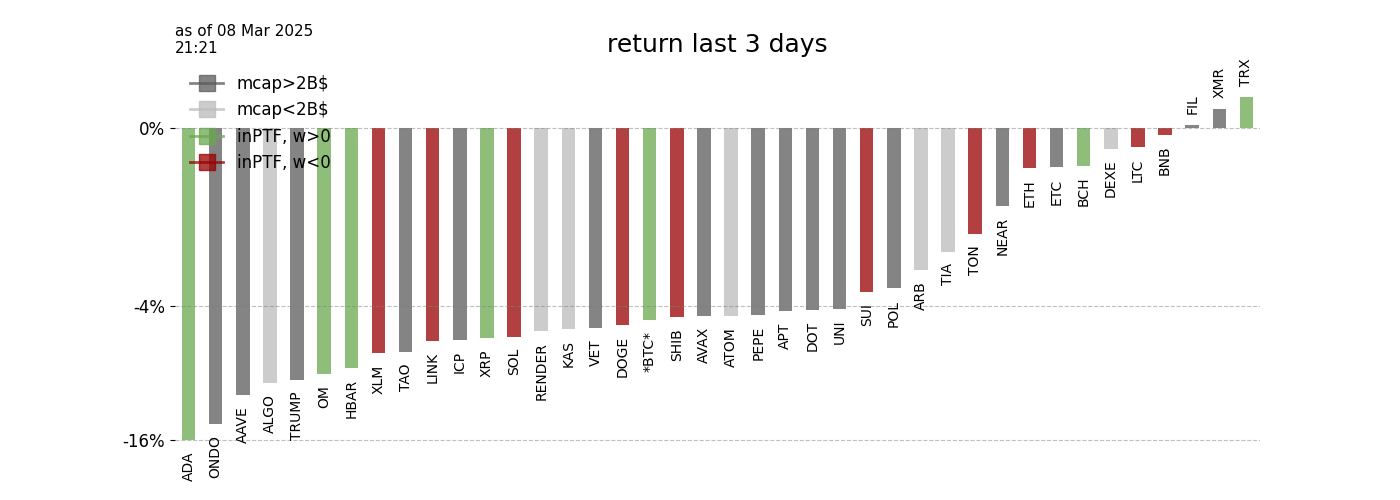 as of 08 Mar 2025
21:21
return last 3 days
mcap>2B$
mcap<2B$
inPTF, w>0
inPTF, w<0
0%
-4%
-16%
ADA
ONDO
AAVE
ALGO
TRUMP
OM
HBAR
XLM
TAO
LINK
ICP
XRP
SOL
RENDER
KAS
VET
DOGE
*BTC*
SHIB
AVAX
ATOM
PEPE
APT
DOT
UNI
SUI
POL
ARB
TIA
TON
NEAR
ETH
ETC
BCH
DEXE
LTC
BNB
FIL
XMR
TRX